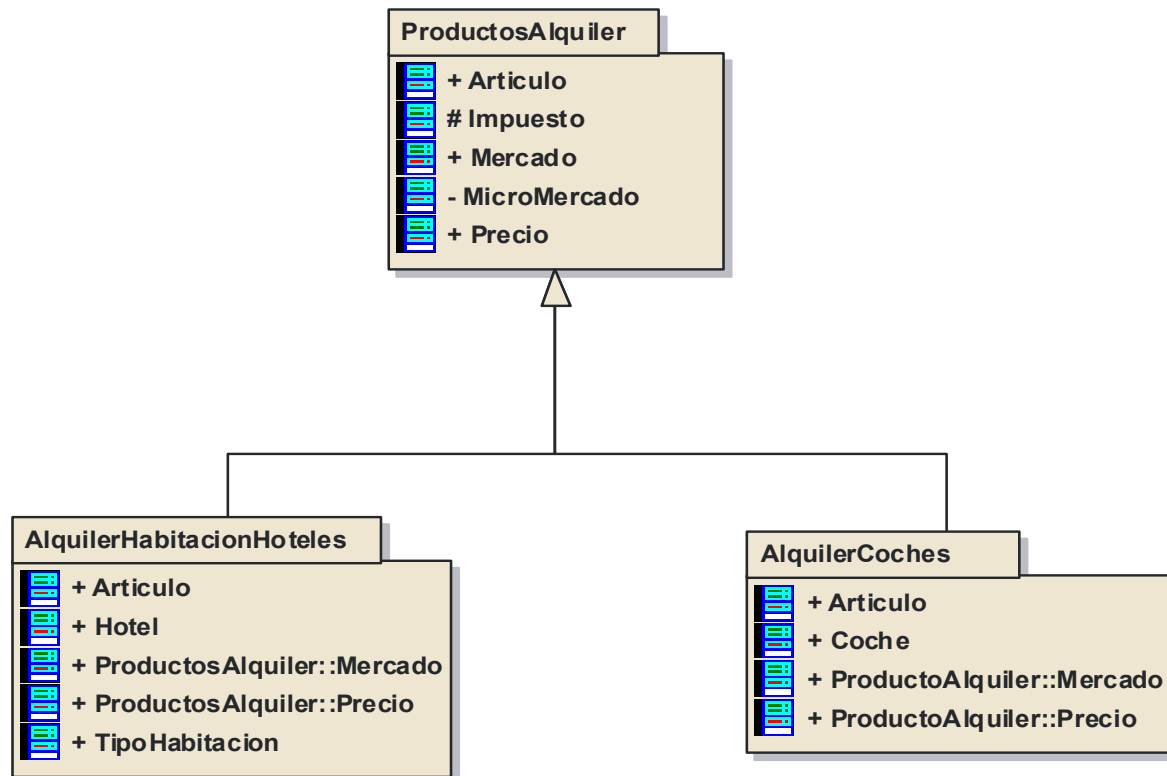 ProductosAlquiler
+ Articulo
# Impuesto
+ Mercado
- MicroMercado
+ Precio
AlquilerHabitacionHoteles
+ Articulo
+ Hotel
+ ProductosAlquiler::Mercado
+ ProductosAlquiler::Precio
+ TipoHabitacion
AlquilerCoches
+ Articulo
+ Coche
+ ProductoAlquiler::Mercado
+ ProductoAlquiler::Precio